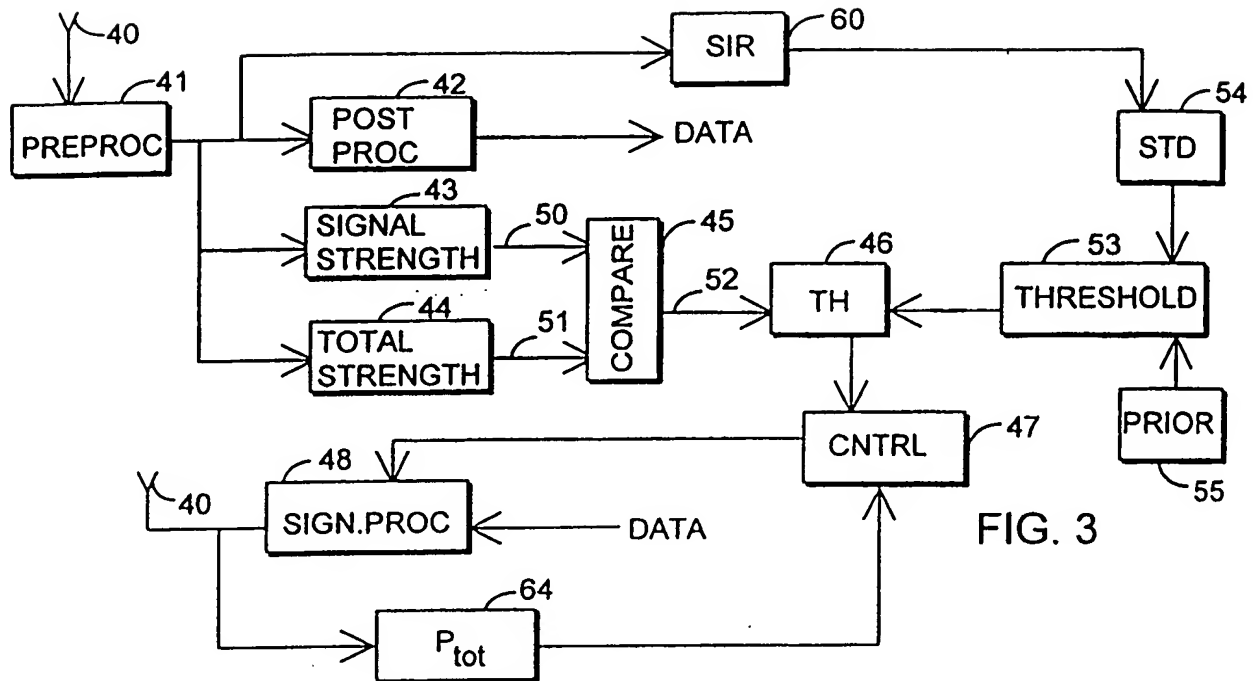 40
60
SIR
41
42
54
PREPROC
POST
PROC
DATA
STD
43
SIGNAL
STRENGTH
50
45
COMPARE
46
53
52
TH
THRESHOLD
44
TOTAL
STRENGTH
51
CNTRL
47
PRIOR
55
48
40
SIGN.PROC
DATA
FIG. 3
64
Ptot